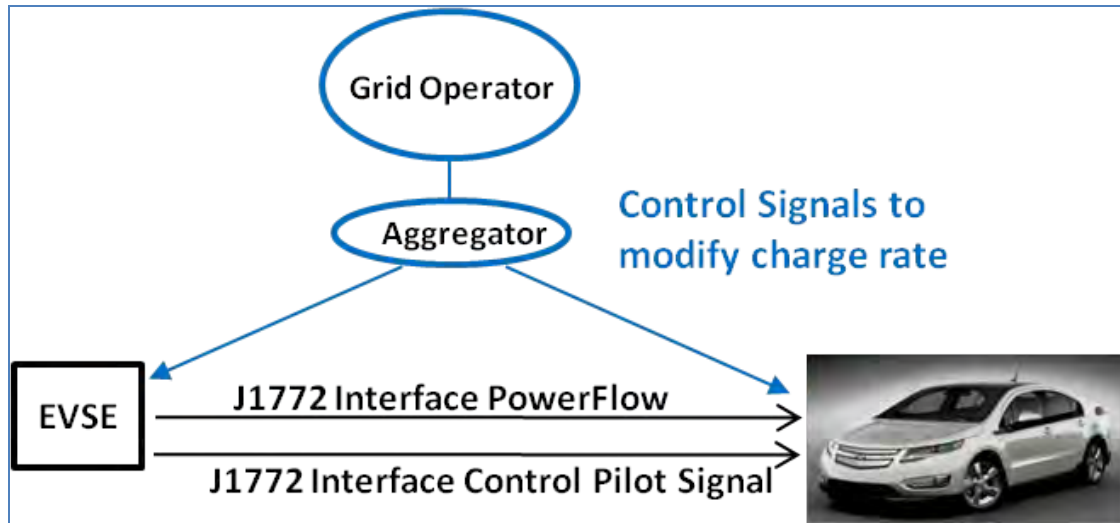 Grid Operator
Aggregator
Control Signals to
modify charge rate
EVSE
J1772 Interface PowerFlow
J1772 Interface Control Pilot Signal